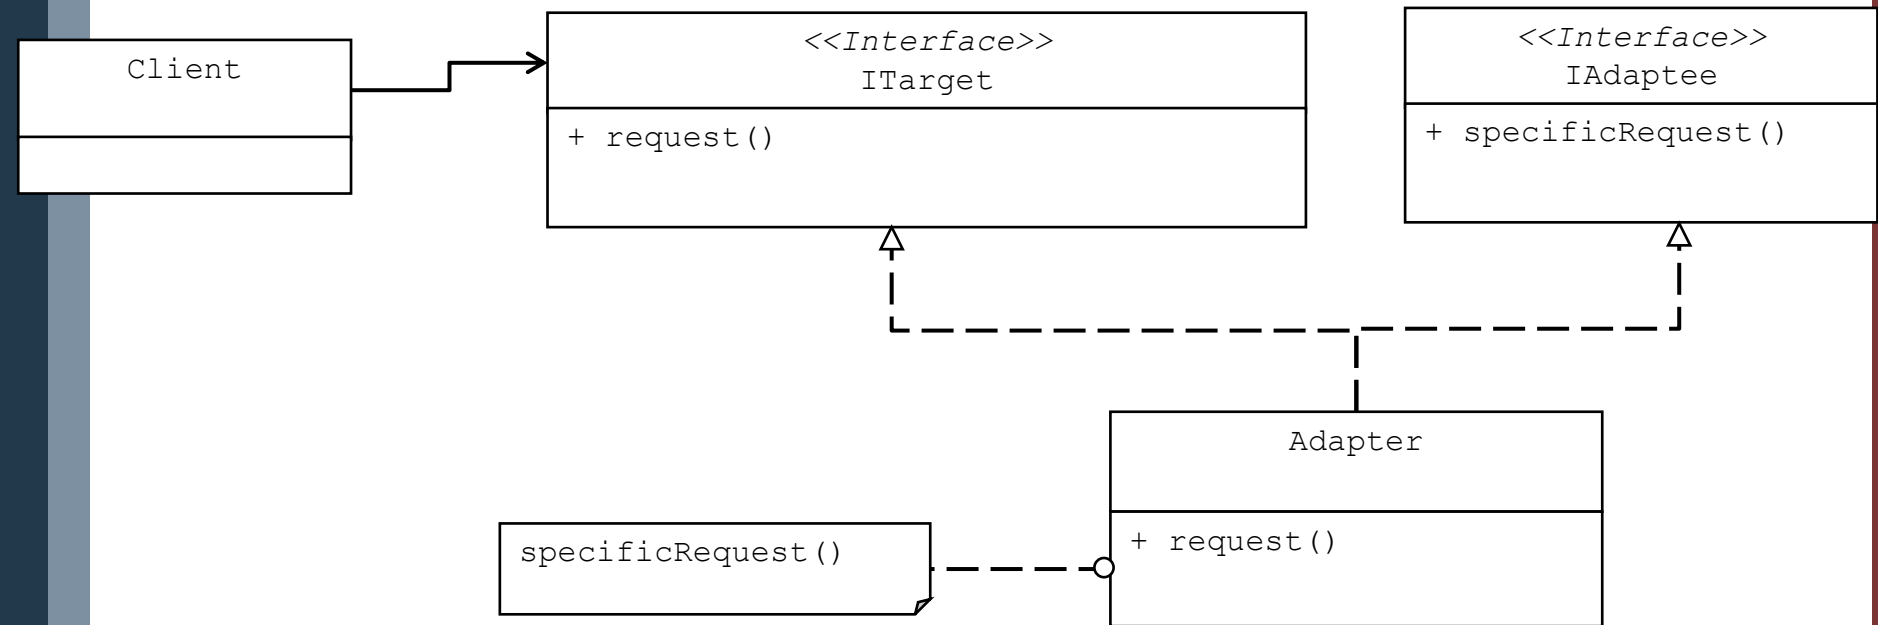 Client
<<Interface>>
ITarget
+ request()
<<Interface>>
IAdaptee
+ specificRequest()
Adapter
+ request()
specificRequest()